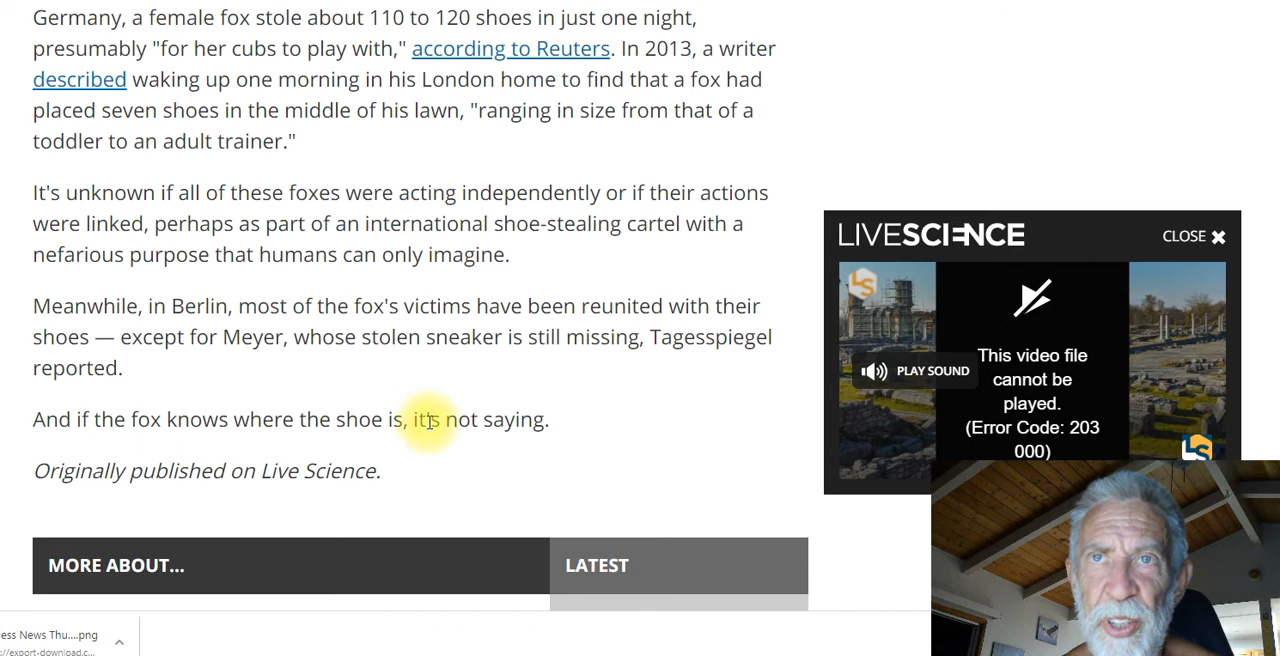 Germany, a female fox stole about 110 to 120 shoes in just one night,
presumably "for her cubs to play with," according to Reuters. In 2013, a writer
described waking up one morning in his London home to find that a fox had
placed seven shoes in the middle of his lawn, "ranging in size from that of a
toddler to an adult trainer."
It's unknown if all of these foxes were acting independently or if their actions
were linked, perhaps as part of an international shoe-stealing cartel with a
nefarious purpose that humans can only imagine.
Meanwhile, in Berlin, most of the fox's victims have been reunited with their
shoes — except for Meyer, whose stolen sneaker is still missing, Tagesspiegel
reported.
And if the fox knows where the shoe is, it's not saying.
Originally published on Live Science.
MORE ABOUT...
LATEST
LIVESCIENCE
CLOSE
LS
PLAY SOUND
This video file
cannot be
played.
(Error Code: 203
000)
LS
ess News Thu....png
://export-download.c...